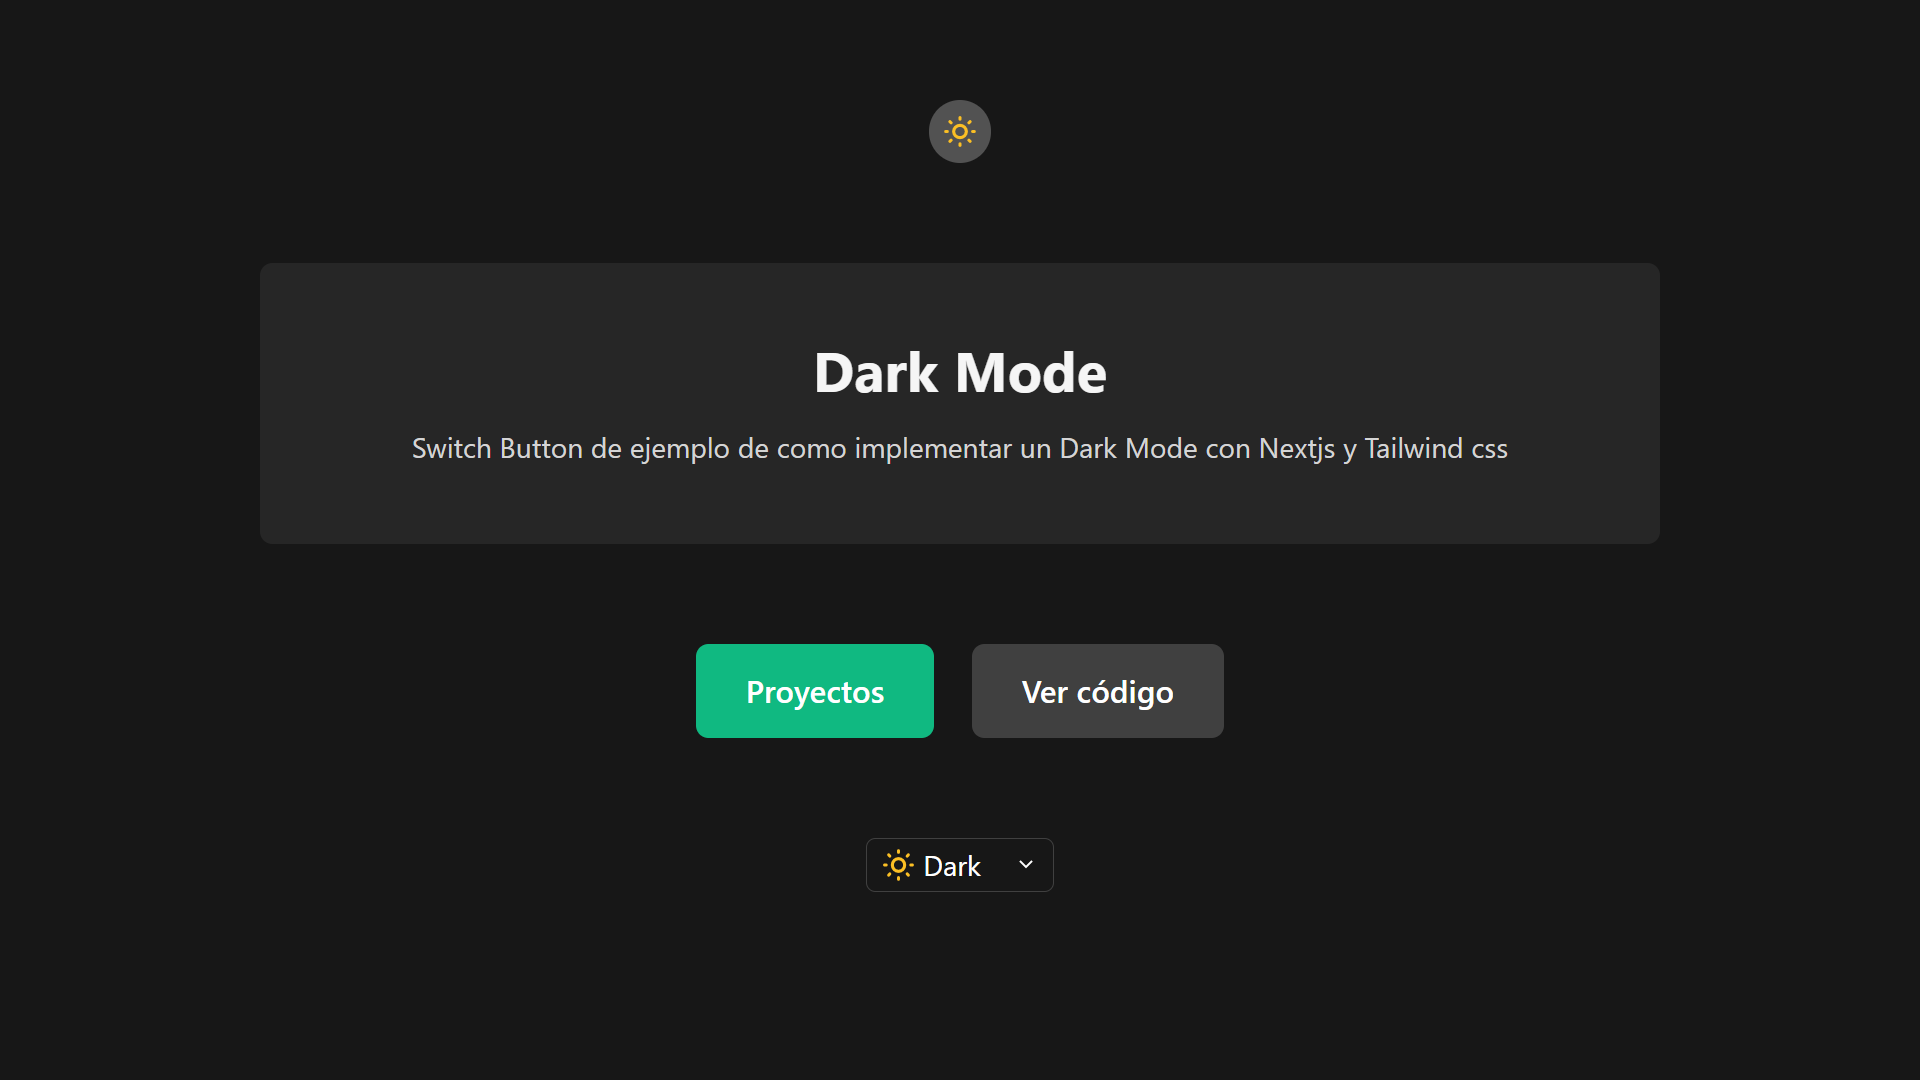 Dark Mode
Switch Button de ejemplo de como implementar un Dark Mode con Nextjs y Tailwind css
Proyectos
Ver código
Dark